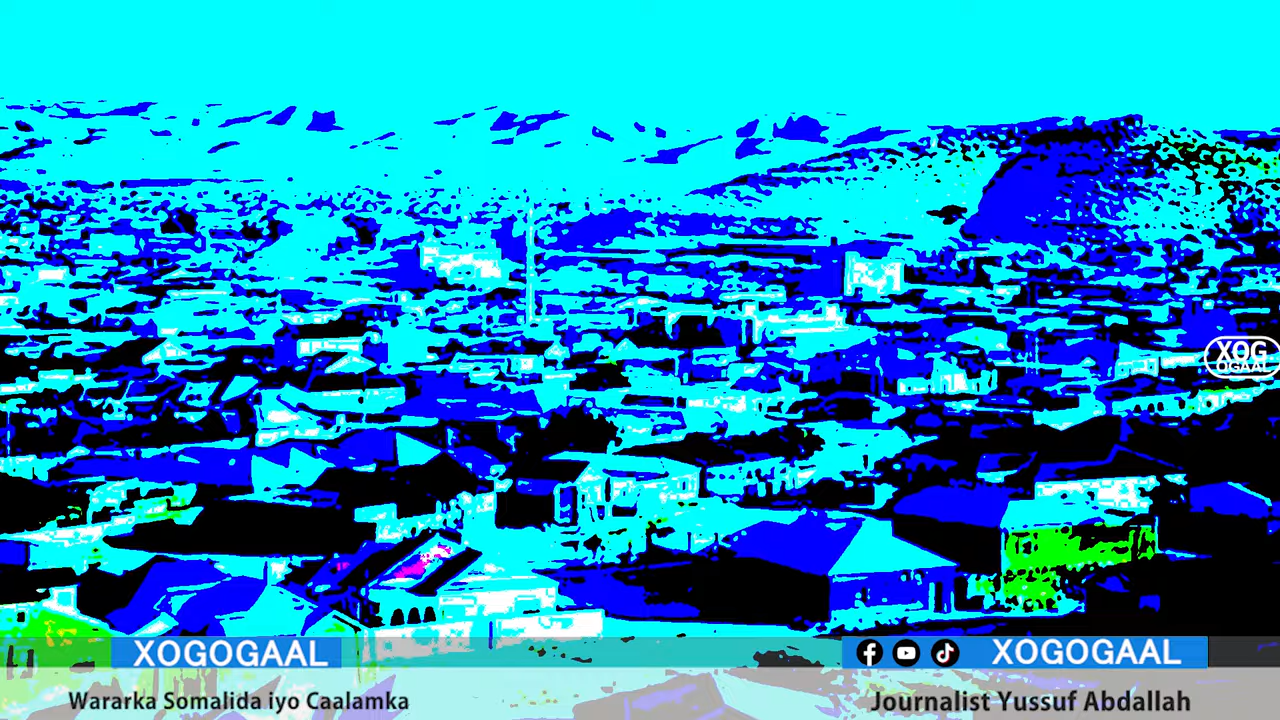 XOG
OGAAL
XOGOGAAL
XOGOGAAL
Wararka Somalida iyo Caalamka
Journalist Yussuf Abdallah